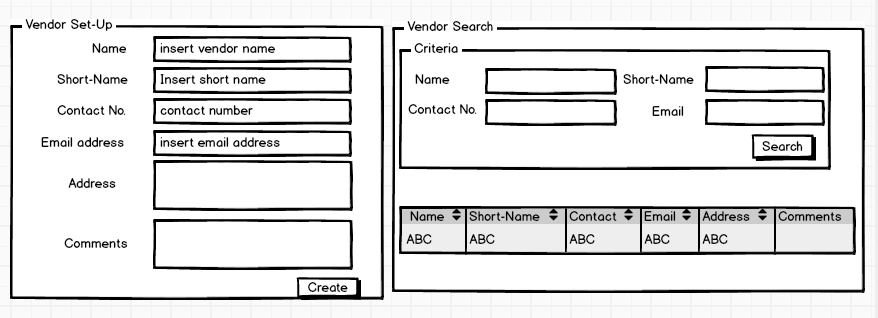 Vendor Set-Up
Name insert vendor name
Short-Name Insert short name
Contact No. contact number
Email address insert email address
Address
Comments
Create
Vendor Search
Criteria
Name Short-Name
Contact No. Email
Search
Name Short-Name Contact Email Address Comments
ABC ABC ABC ABC ABC